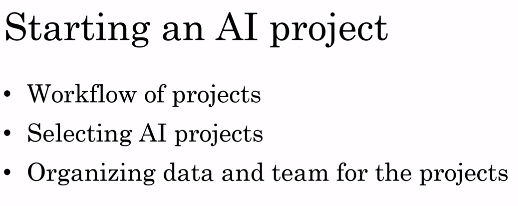 Starting an AI project
• Workflow of projects
• Selecting AI projects
• Organizing data and team for the projects